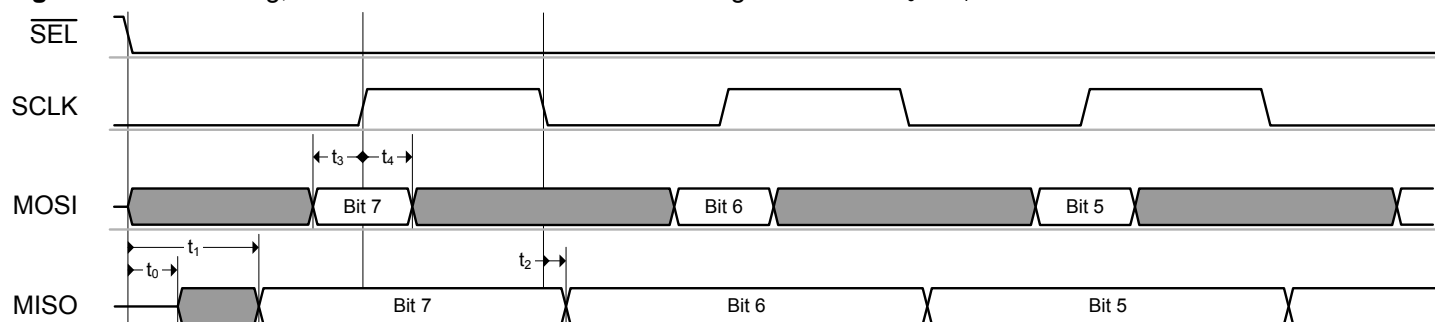 SEL
SCLK
t3 t4
MOSI Bit 7 Bit 6 Bit 5
t1
t0 t2
MISO Bit 7 Bit 6 Bit 5